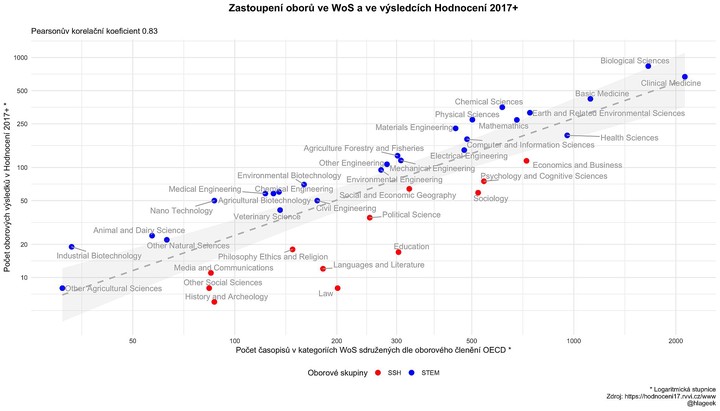 Zastoupení oborů ve WoS a ve výsledcích Hodnocení 2017+
Pearsonův korelační koeficient 0.83
Počet oborových výsledků v Hodnocení 2017+ *
1000
500
250
100
50
20
10
Biological Sciences
Clinical Medicine
Basic Medicine
Chemical Sciences
Physical Sciences
Earth and Related Environmental Sciences
Materials Engineering
Mathemathics
Health Sciences
Computer and Information Sciences
Agriculture Forestry and Fisheries
Electrical Engineering
Other Engineering
Mechanical Engineering
Economics and Business
Environmental Biotechnology
Environmental Engineering
Psychology and Cognitive Sciences
Medical Engineering
Chemical Engineering
Social and Economic Geography
Agricultural Biotechnology
Sociology
Nano Technology
Civil Engineering
Veterinary Science
Political Science
Animal and Dairy Science
Other Natural Sciences
Education
Industrial Biotechnology
Philosophy Ethics and Religion
Media and Communications
Languages and Literature
Other Social Sciences
Other Agricultural Sciences
History and Archeology
Law
50
100
200
300
500
1000
2000
Počet časopisů v kategoriích WoS sdružených dle oborového členění OECD *
Oborové skupiny
SSH
STEM
* Logaritmická stupnice
Zdroj: https://hodnoceni17.rvvi.cz/www
@hlageek